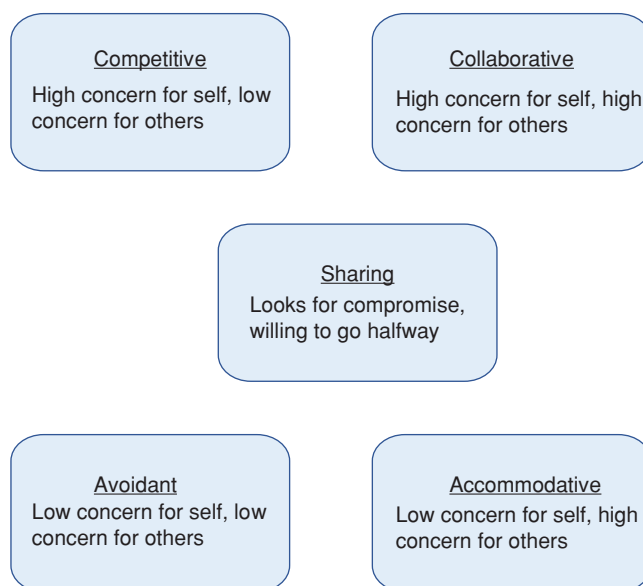 Competitive
High concern for self, low
concern for others
Collaborative
High concern for self, high
concern for others
Sharing
Looks for compromise,
willing to go halfway
Avoidant
Low concern for self, low
concern for others
Accommodative
Low concern for self, high
concern for others